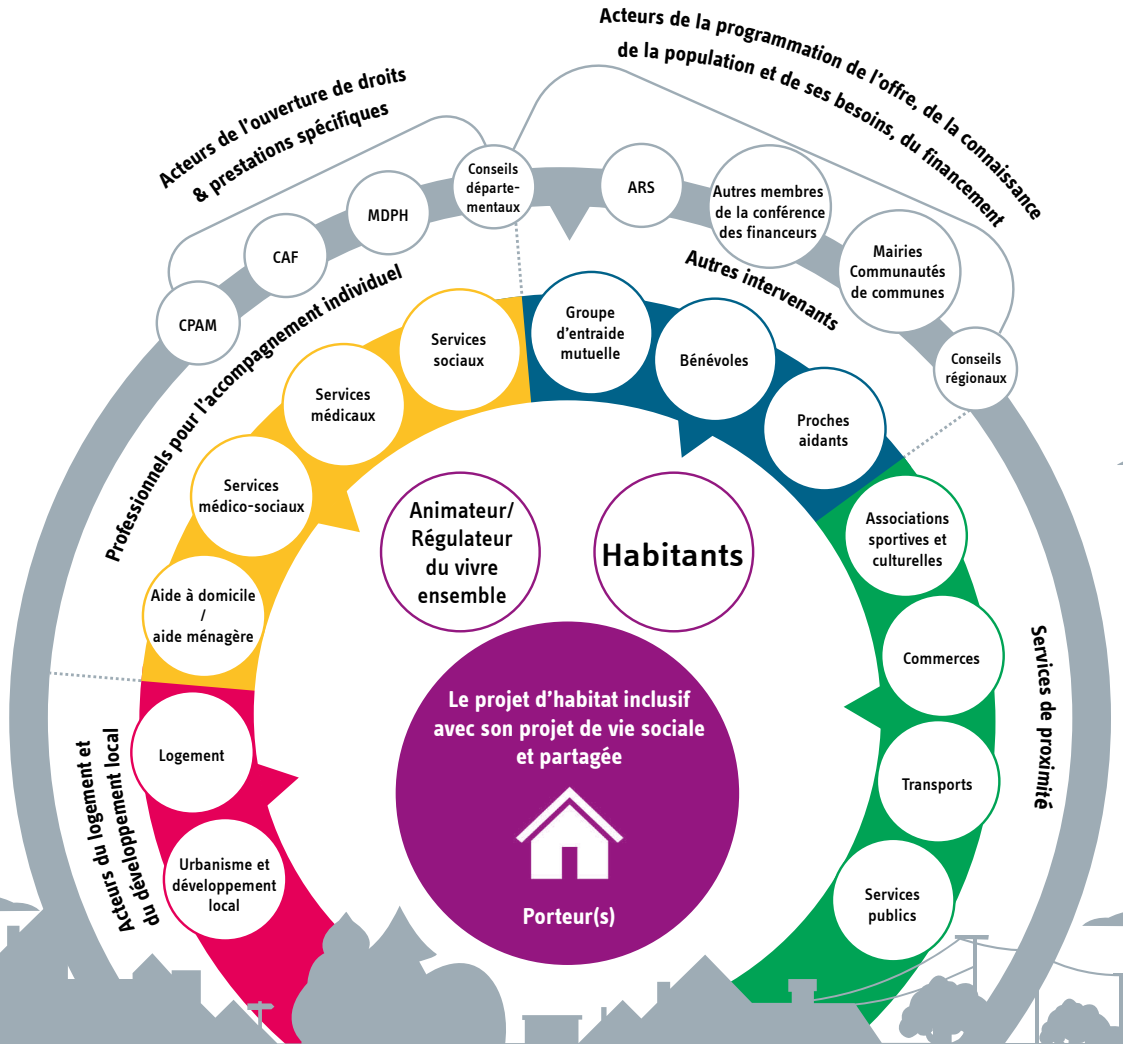 Acteurs de la programmation de l’offre, de la connaissance
de la population et de ses besoins, du financement
Acteurs de l’ouverture de droits
& prestations spécifiques
CPAM
CAF
MDPH
Conseils
départe-
mentaux
ARS
Autres membres
de la conférence
des financeurs
Mairies
Communautés
de communes
Conseils
régionaux
Professionnels pour l’accompagnement individuel
Aide à domicile
/
aide ménagère
Services
médico-sociaux
Services
médicaux
Services
sociaux
Autres intervenants
Groupe
d’entraide
mutuelle
Bénévoles
Proches
aidants
Services de proximité
Associations
sportives et
culturelles
Commerces
Transports
Services
publics
Acteurs du logement et
du développement local
Logement
Urbanisme et
développement
local
Animateur/
Régulateur
du vivre
ensemble
Habitants
Le projet d’habitat inclusif
avec son projet de vie sociale
et partagée
Porteur(s)